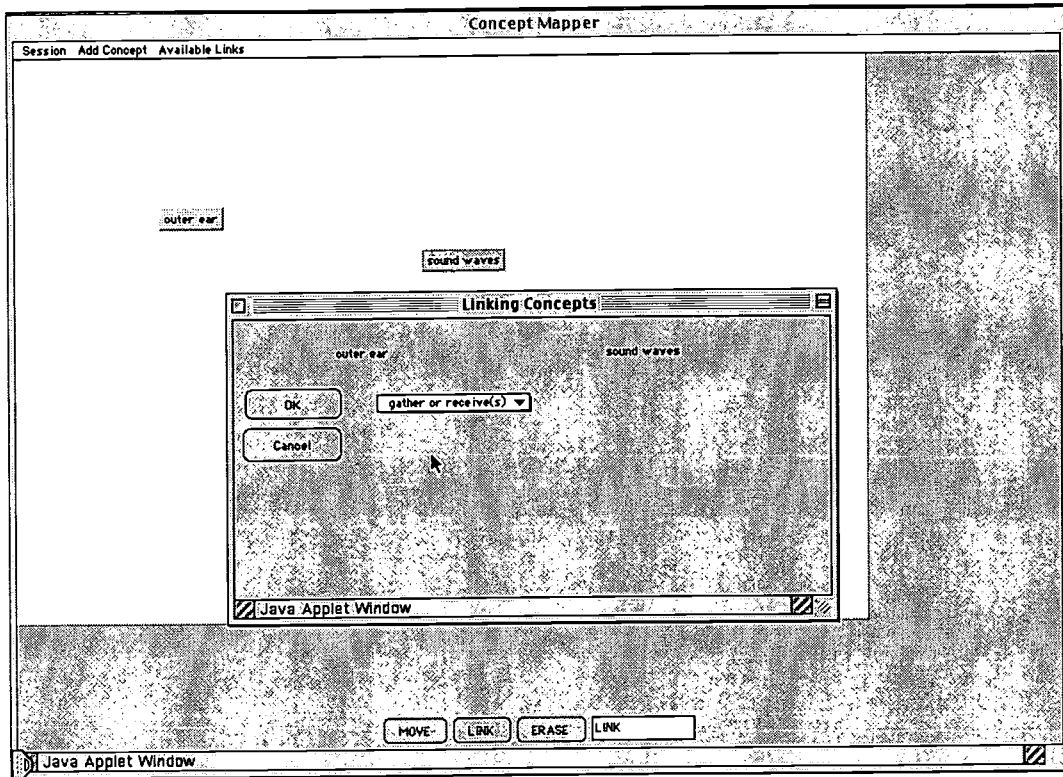 Concept Mapper
Session Add Concept Available Links
outer ear
sound waves
Linking Concepts
outer ear sound waves
OK
gather or receive(s)
Cancel
Java Applet Window
MOVE LINK ERASE LINK
Java Applet Window